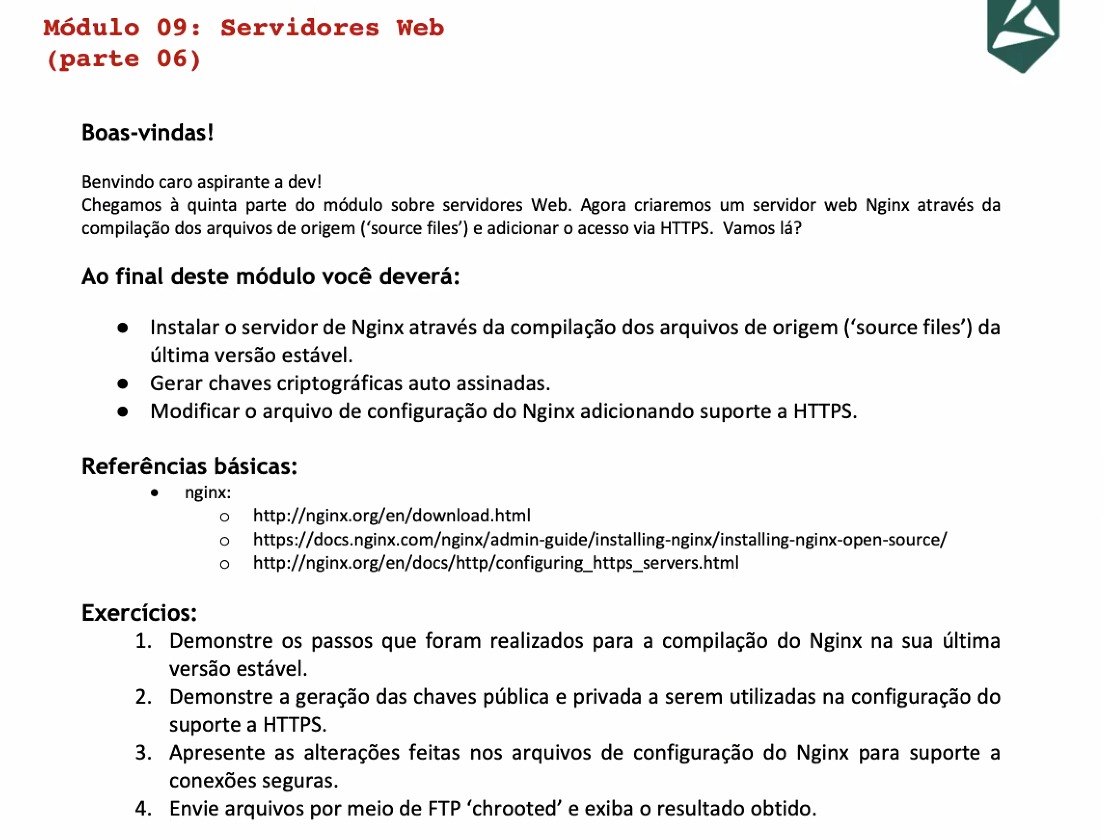 Módulo 09: Servidores Web
(parte 06)
Boas-vindas!
Benvindo caro aspirante a dev!
Chegamos à quinta parte do módulo sobre servidores Web. Agora criaremos um servidor web Nginx através da
compilação dos arquivos de origem (‘source files’) e adicionar o acesso via HTTPS. Vamos lá?
Ao final deste módulo você deverá:
● Instalar o servidor de Nginx através da compilação dos arquivos de origem (‘source files’) da
última versão estável.
● Gerar chaves criptográficas auto assinadas.
● Modificar o arquivo de configuração do Nginx adicionando suporte a HTTPS.
Referências básicas:
• nginx:
o http://nginx.org/en/download.html
o https://docs.nginx.com/nginx/admin-guide/installing-nginx/installing-nginx-open-source/
o http://nginx.org/en/docs/http/configuring_https_servers.html
Exercícios:
1. Demonstre os passos que foram realizados para a compilação do Nginx na sua última
versão estável.
2. Demonstre a geração das chaves pública e privada a serem utilizadas na configuração do
suporte a HTTPS.
3. Apresente as alterações feitas nos arquivos de configuração do Nginx para suporte a
conexões seguras.
4. Envie arquivos por meio de FTP ‘chrooted’ e exiba o resultado obtido.